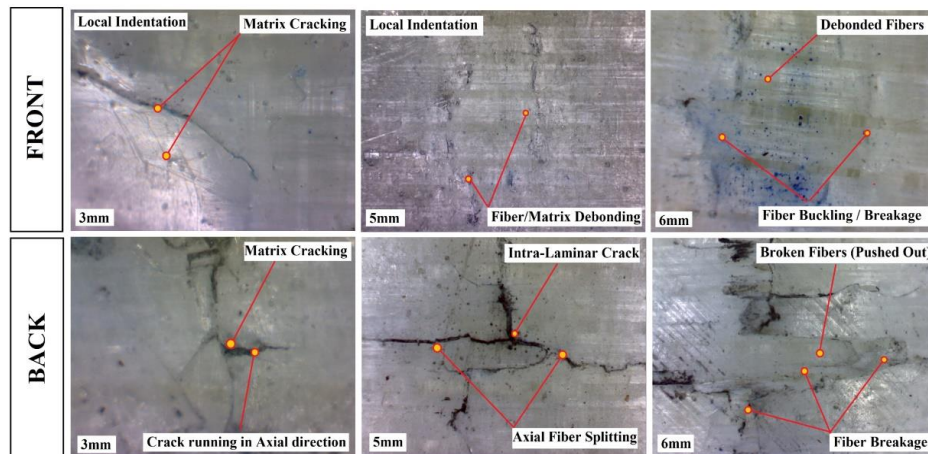 FRONT
Local Indentation
Matrix Cracking
3mm
Local Indentation
Fiber/Matrix Debonding
5mm
Debonded Fibers
Fiber Buckling / Breakage
6mm
BACK
Matrix Cracking
Crack running in Axial direction
3mm
Intra-Laminar Crack
Axial Fiber Splitting
5mm
Broken Fibers (Pushed Out)
Fiber Breakage
6mm